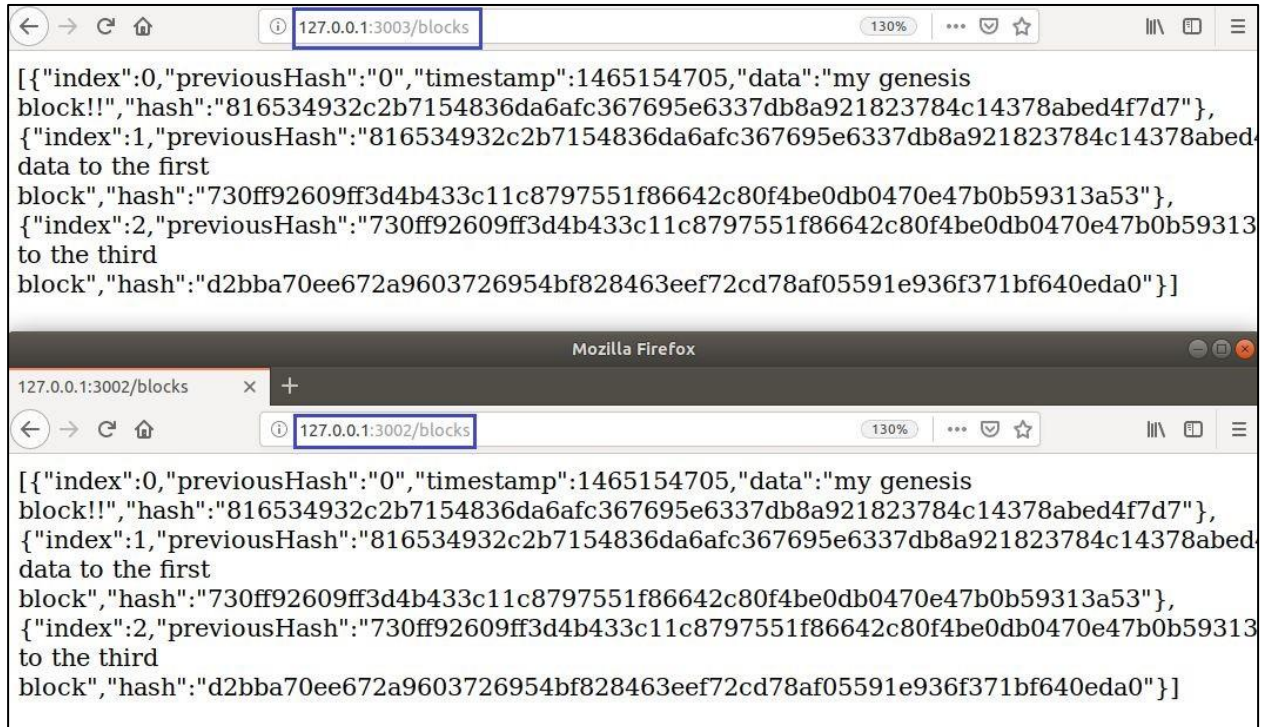 127.0.0.1:3003/blocks
130%
[{"index":0,"previousHash":"0","timestamp":1465154705,"data":"my genesis
block!!","hash":"816534932c2b7154836da6afc367695e6337db8a921823784c14378abed4f7d7"},
{"index":1,"previousHash":"816534932c2b7154836da6afc367695e6337db8a921823784c14378abed4
data to the first
block","hash":"730ff92609ff3d4b433c11c8797551f86642c80f4be0db0470e47b0b59313a53"},
{"index":2,"previousHash":"730ff92609ff3d4b433c11c8797551f86642c80f4be0db0470e47b0b59313
to the third
block","hash":"d2bba70ee672a9603726954bf828463eef72cd78af05591e936f371bf640eda0"}]
Mozilla Firefox
127.0.0.1:3002/blocks
127.0.0.1:3002/blocks
130%
[{"index":0,"previousHash":"0","timestamp":1465154705,"data":"my genesis
block!!","hash":"816534932c2b7154836da6afc367695e6337db8a921823784c14378abed4f7d7"},
{"index":1,"previousHash":"816534932c2b7154836da6afc367695e6337db8a921823784c14378abed4
data to the first
block","hash":"730ff92609ff3d4b433c11c8797551f86642c80f4be0db0470e47b0b59313a53"},
{"index":2,"previousHash":"730ff92609ff3d4b433c11c8797551f86642c80f4be0db0470e47b0b59313
to the third
block","hash":"d2bba70ee672a9603726954bf828463eef72cd78af05591e936f371bf640eda0"}]